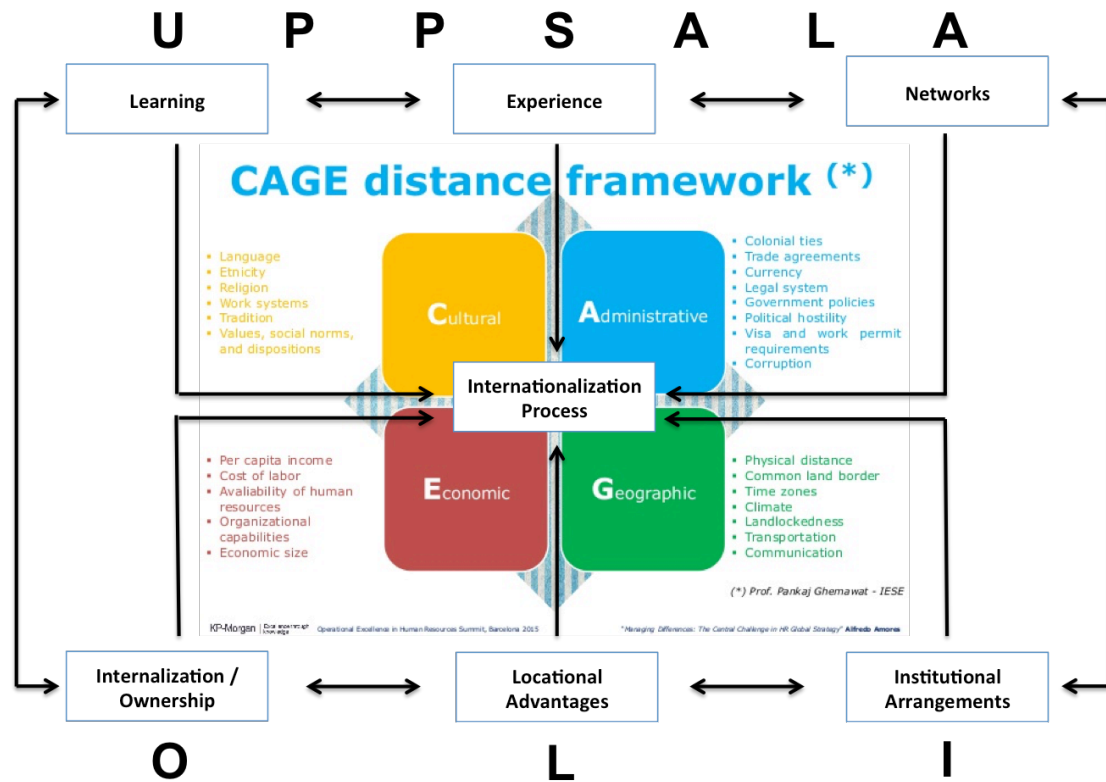 U P P S A L A
Learning
Experience
Networks
CAGE distance framework (*)
▪ Language
▪ Etnicity
▪ Religion
▪ Work systems
▪ Tradition
▪ Values, social norms,
and dispositions
Cultural
Administrative
▪ Colonial ties
▪ Trade agreements
▪ Currency
▪ Legal system
▪ Government policies
▪ Political hostility
▪ Visa and work permit
requirements
▪ Corruption
Internationalization
Process
▪ Per capita income
▪ Cost of labor
▪ Avaliability of human
resources
▪ Organizational
capabilities
▪ Economic size
Economic
Geographic
▪ Physical distance
▪ Common land border
▪ Time zones
▪ Climate
▪ Landlockedness
▪ Transportation
▪ Communication
(*) Prof. Pankaj Ghemawat - IESE
KP-Morgan
Excellence through
knowledge
Operational Excellence in Human Resources Summit, Barcelona 2015
"Managing Differences: The Central Challenge in HR Global Strategy" Alfredo Amores
Internalization /
Ownership
Locational
Advantages
Institutional
Arrangements
O L I